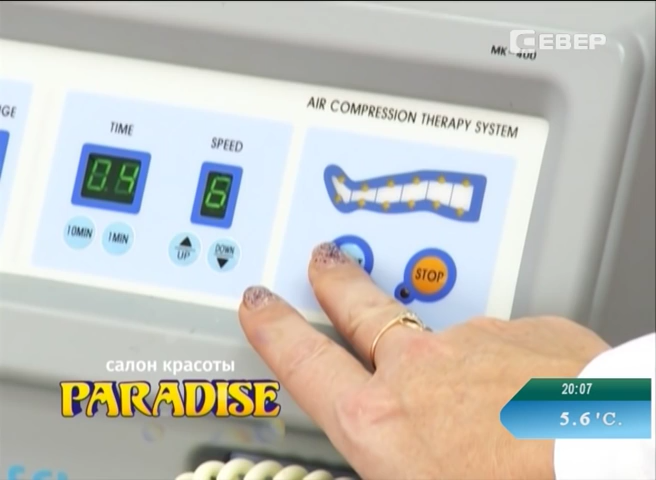 СЕВЕР
MK-400
AIR COMPRESSION THERAPY SYSTEM
TIME
SPEED
04
6
10MIN
1MIN
UP
DOWN
STOP
салон красоты
PARADISE
20:07
5.6'C.